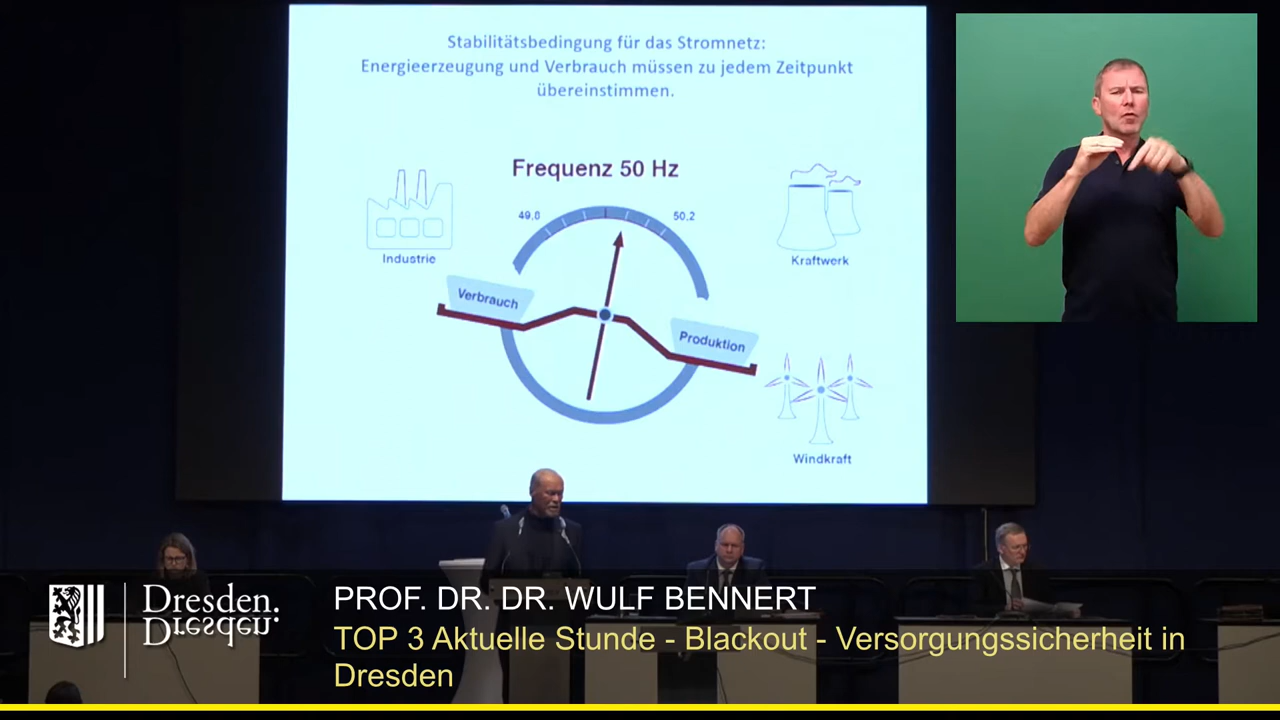 Stabilitätsbedingung für das Stromnetz:
Energieerzeugung und Verbrauch müssen zu jedem Zeitpunkt
übereinstimmen.
Frequenz 50 Hz
49,8
50,2
Industrie
Kraftwerk
Verbrauch
Produktion
Windkraft
Dresden.
Dresden.
PROF. DR. DR. WULF BENNERT
TOP 3 Aktuelle Stunde - Blackout - Versorgungssicherheit in
Dresden